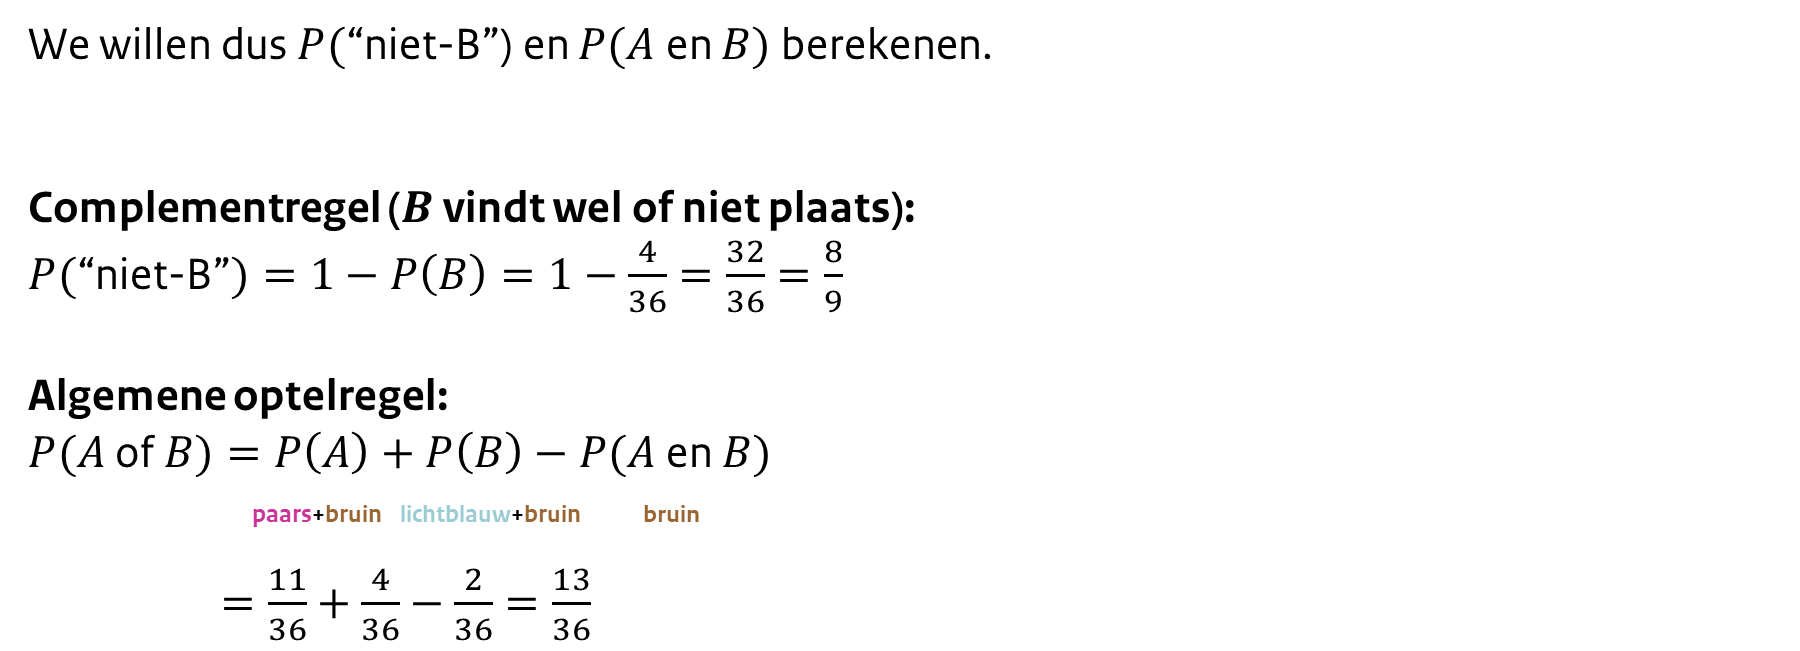 We willen dus P(“niet-B”) en P(A en B) berekenen.
Complementregel (B vindt wel of niet plaats):
P(“niet-B”) = 1 − P(B) = 1 − 4/36 = 32/36 = 8/9
Algemene optelregel:
P(A of B) = P(A) + P(B) − P(A en B)
paars+bruin lichtblauw+bruin bruin
= 11/36 + 4/36 − 2/36 = 13/36